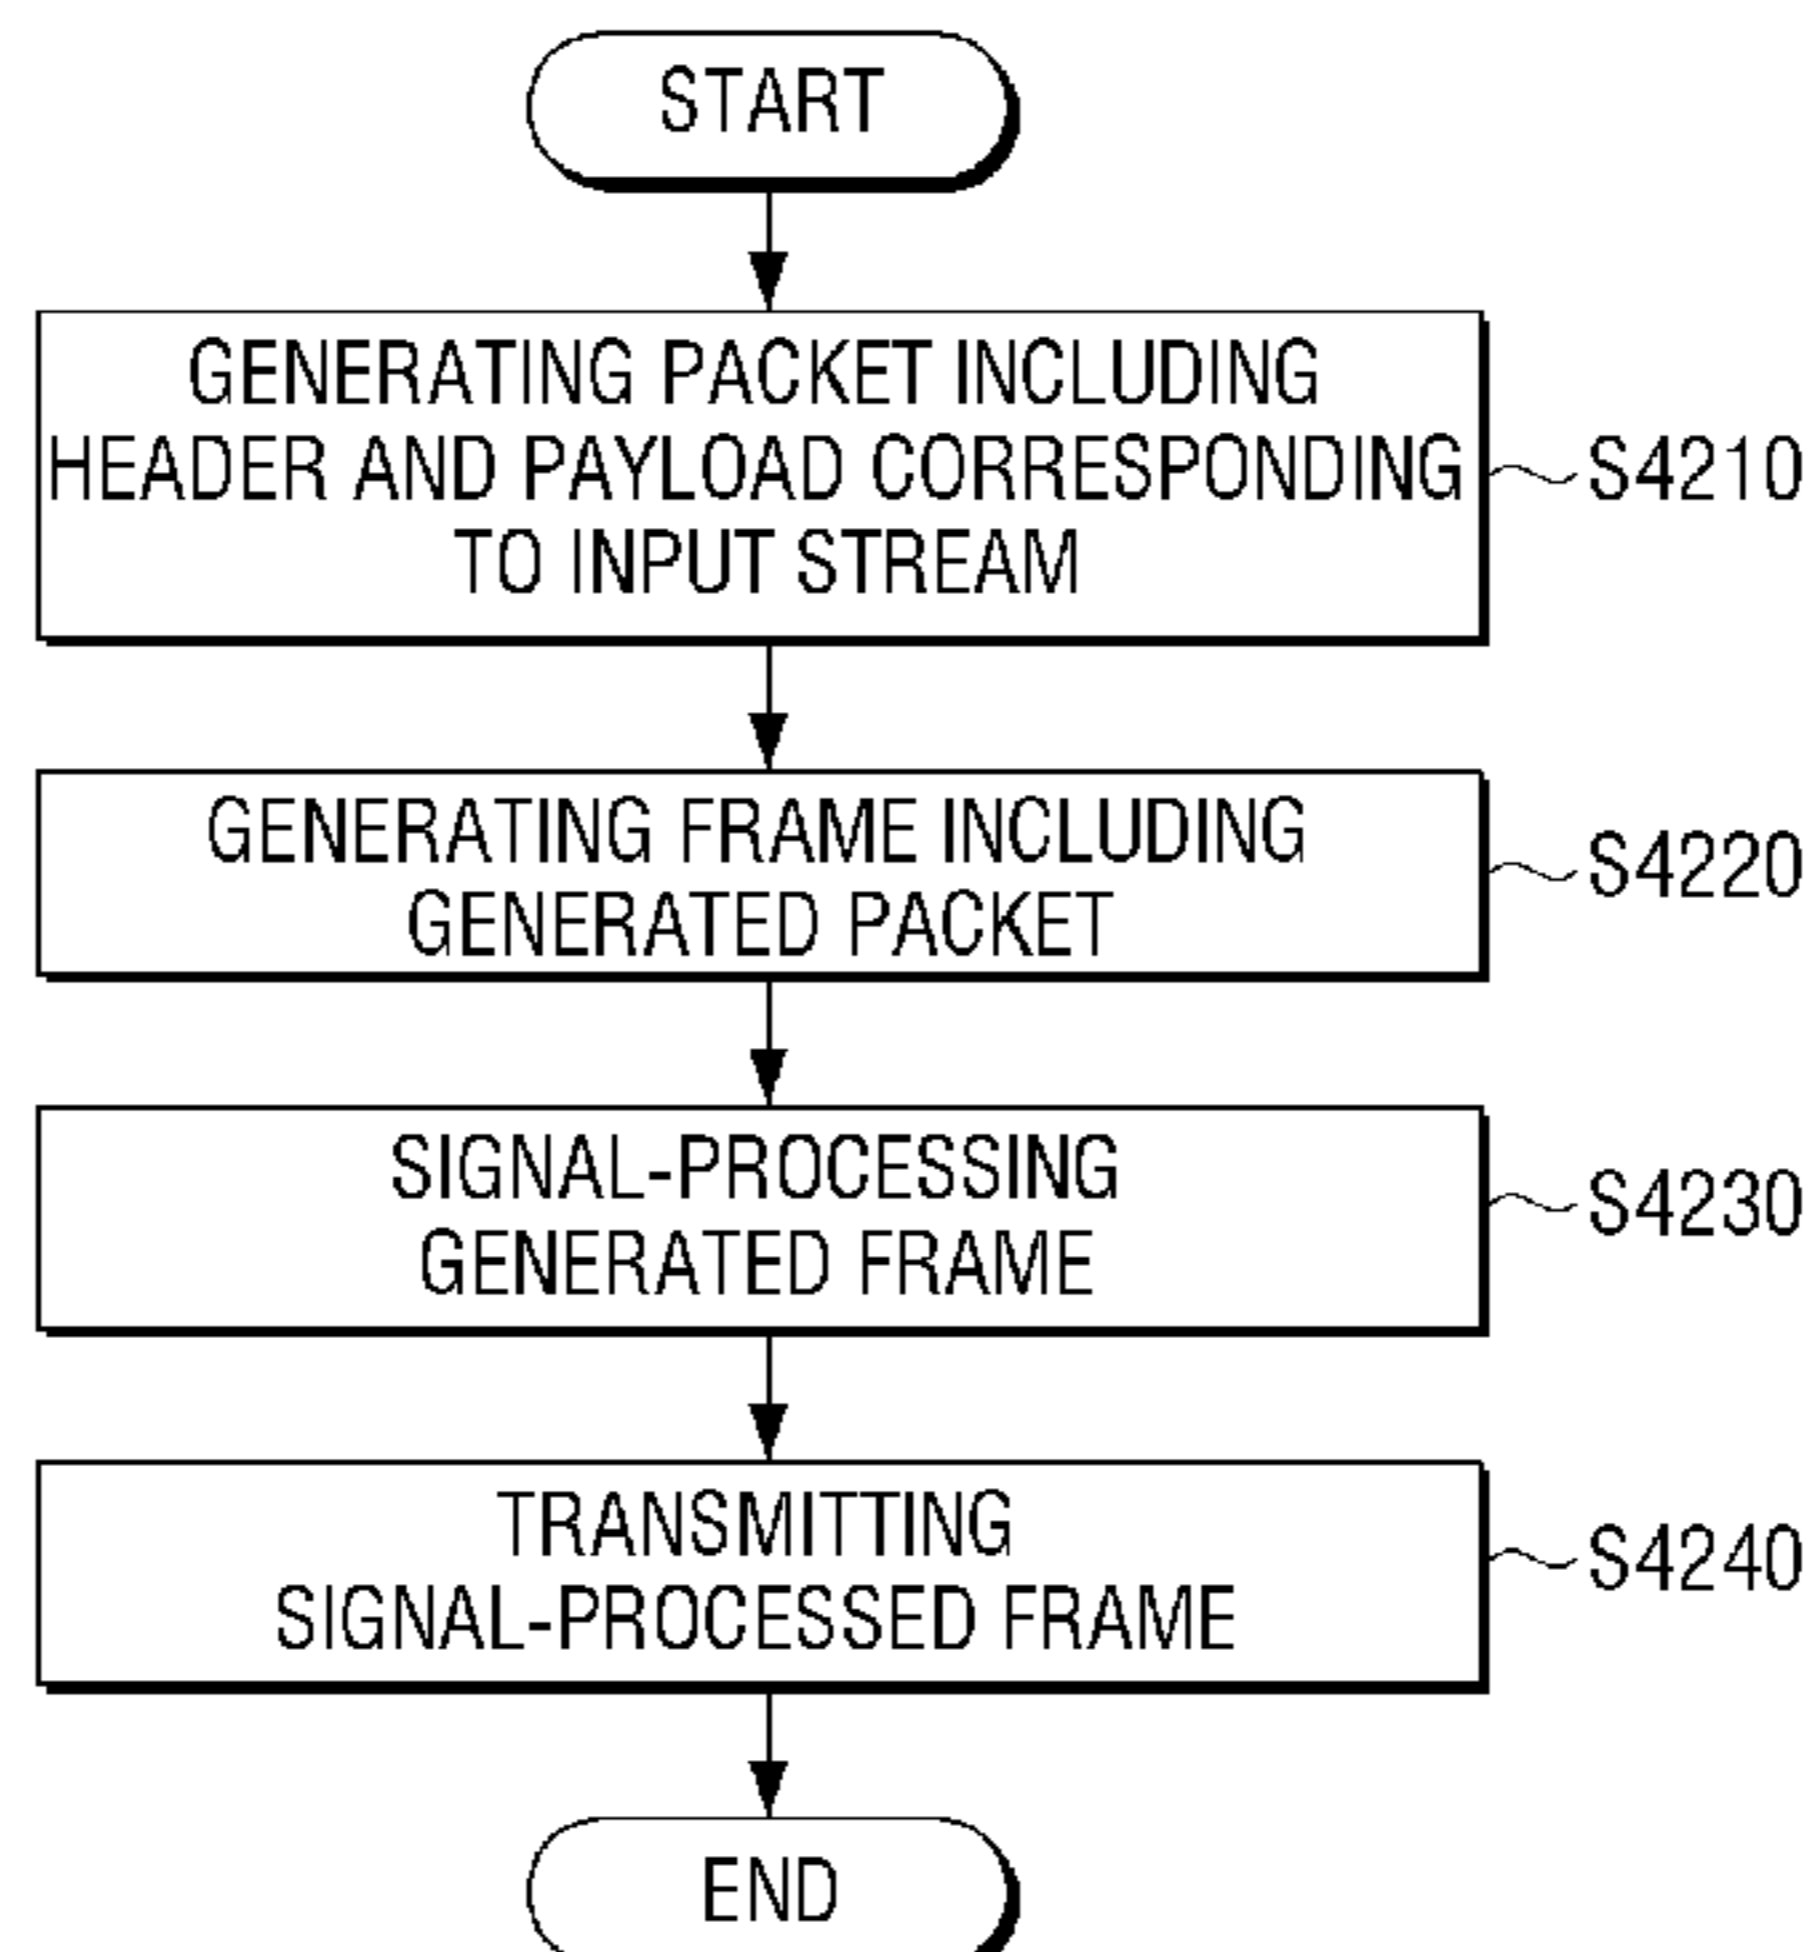 START
GENERATING PACKET INCLUDING
HEADER AND PAYLOAD CORRESPONDING
TO INPUT STREAM
S4210
GENERATING FRAME INCLUDING
GENERATED PACKET
S4220
SIGNAL-PROCESSING
GENERATED FRAME
S4230
TRANSMITTING
SIGNAL-PROCESSED FRAME
S4240
END